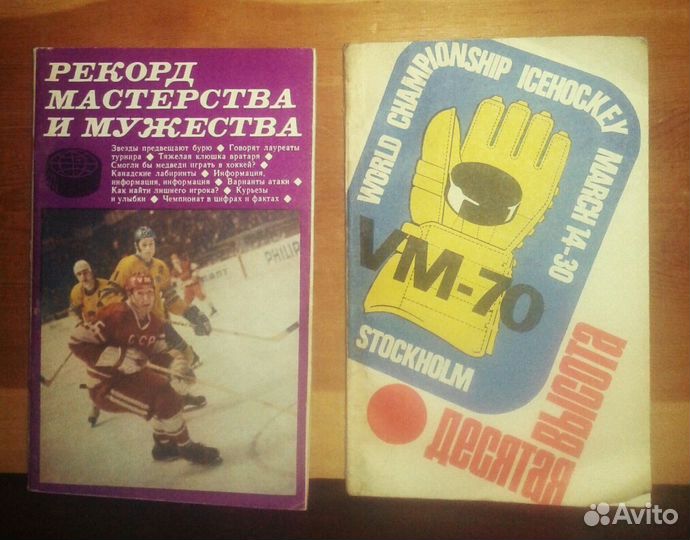 РЕКОРД
МАСТЕРСТВА
И МУЖЕСТВА
Звезды предвещают бурю ◆ Говорят лауреаты
турнира ◆ Тяжелая клюшка вратаря ◆
Смогли бы медведи играть в хоккей? ◆
Канадские лабиринты ◆ Информация,
информация, информация ◆ Варианты атаки ◆
Как найти лишнего игрока? ◆ Курьезы
и улыбки ◆ Чемпионат в цифрах и фактах ◆
PHILIP
СССР
WORLD CHAMPIONSHIP ICEHOCKEY MARCH 14-30
VM-70
STOCKHOLM
ДЕСЯТАЯ
ВЫСОТА
Avito